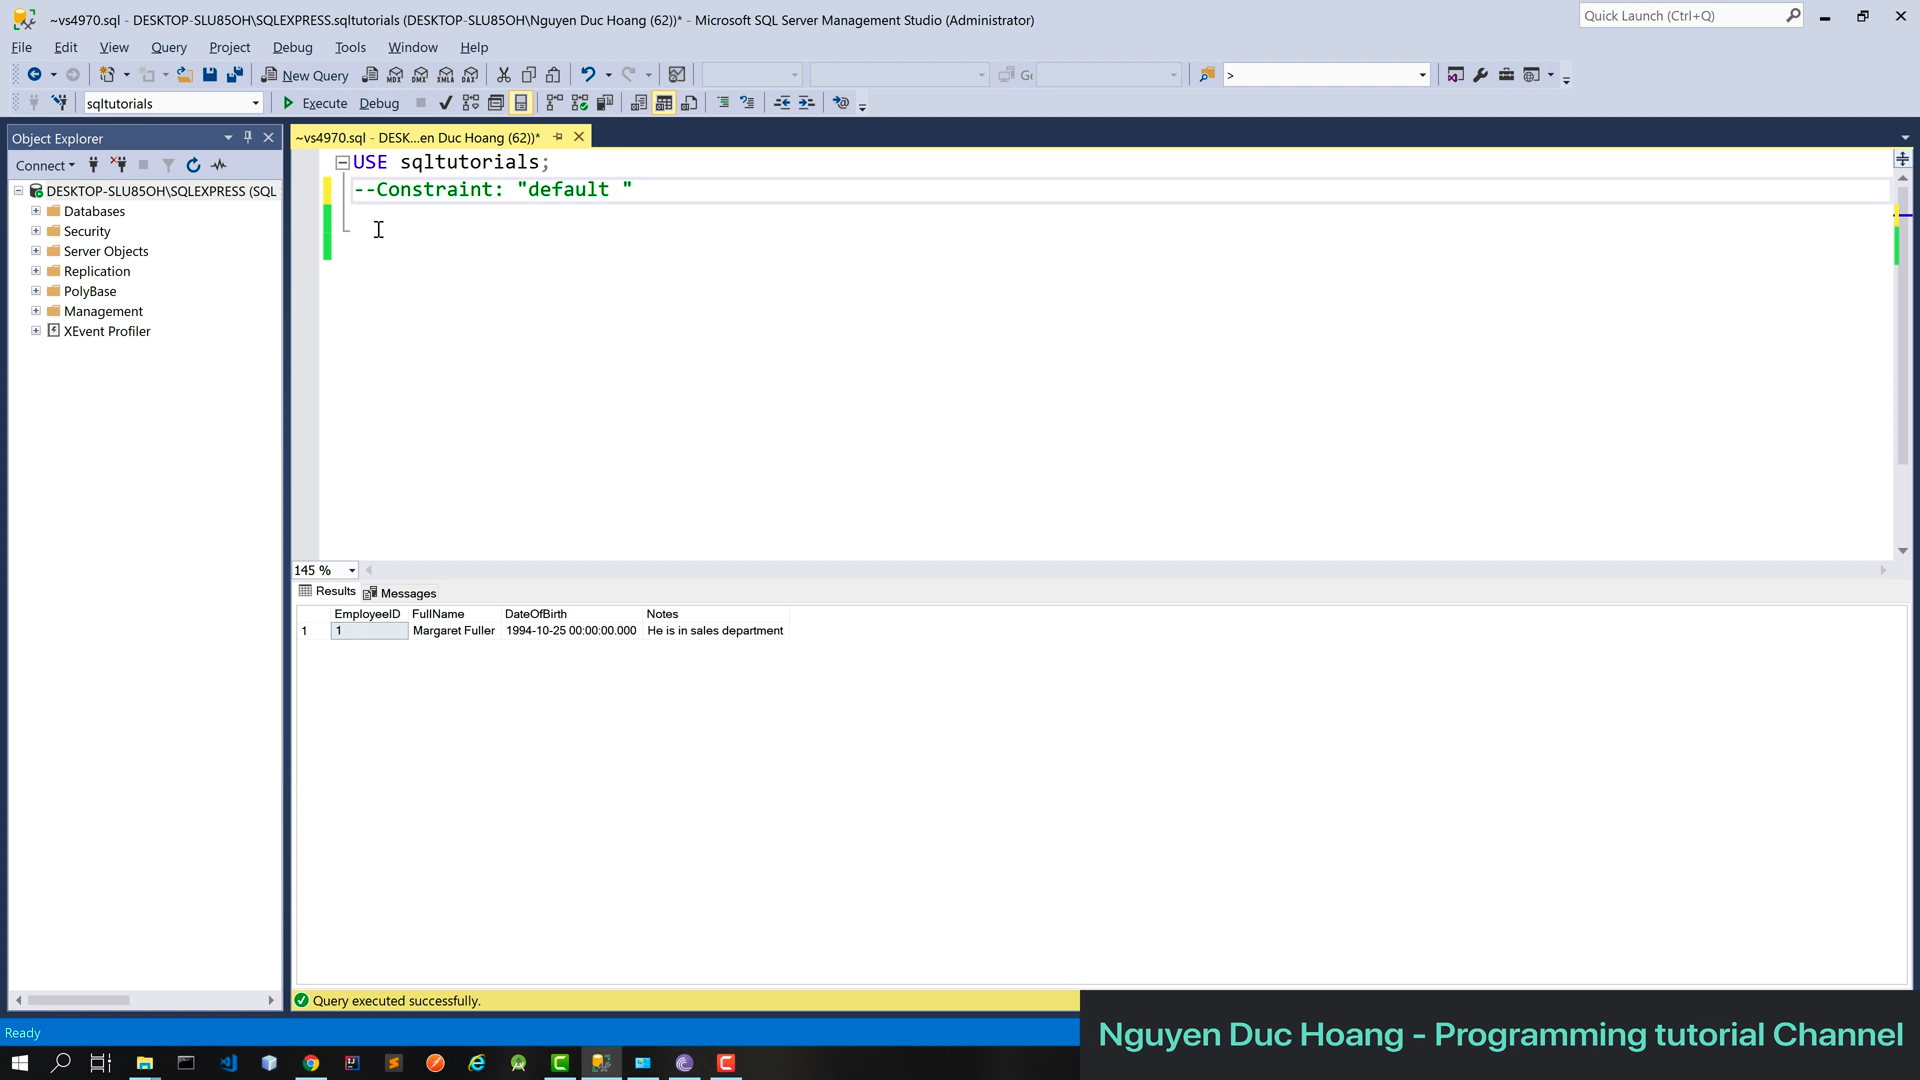 ~vs4970.sql - DESKTOP-SLU85OH\SQLEXPRESS.sqltutorials (DESKTOP-SLU85OH\Nguyen Duc Hoang (62))* - Microsoft SQL Server Management Studio (Administrator)
Quick Launch (Ctrl+Q)
File Edit View Query Project Debug Tools Window Help
New Query MDX DMX XMLA DAX Ge >
sqltutorials Execute Debug
Object Explorer
~vs4970.sql - DESK...en Duc Hoang (62))*
Connect
DESKTOP-SLU85OH\SQLEXPRESS (SQL
Databases
Security
Server Objects
Replication
PolyBase
Management
XEvent Profiler
USE sqltutorials;
--Constraint: "default "
145 %
Results Messages
EmployeeID FullName DateOfBirth Notes
1 1 Margaret Fuller 1994-10-25 00:00:00.000 He is in sales department
Query executed successfully.
Ready
Nguyen Duc Hoang - Programming tutorial Channel